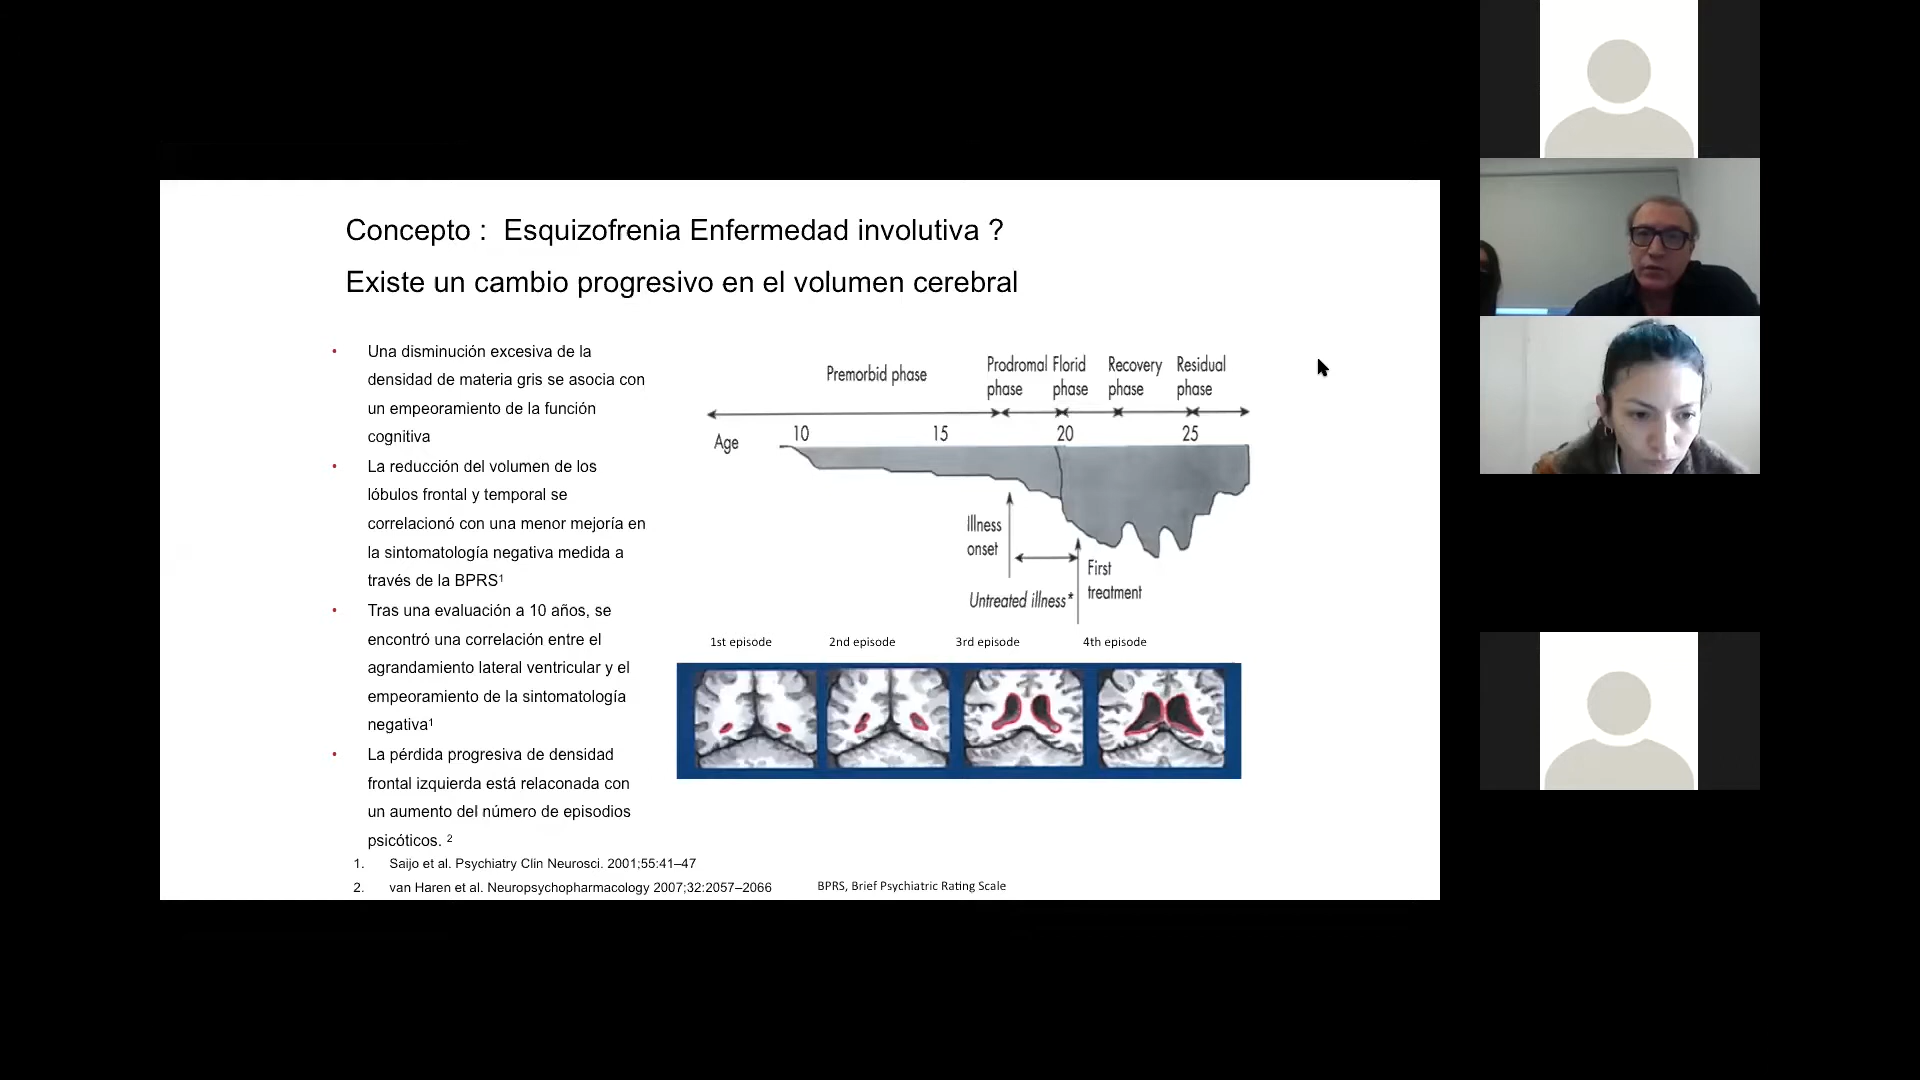 Concepto : Esquizofrenia Enfermedad involutiva ?
Existe un cambio progresivo en el volumen cerebral
• Una disminución excesiva de la
densidad de materia gris se asocia con
un empeoramiento de la función
cognitiva
• La reducción del volumen de los
lóbulos frontal y temporal se
correlacionó con una menor mejoría en
la sintomatología negativa medida a
través de la BPRS¹
• Tras una evaluación a 10 años, se
encontró una correlación entre el
agrandamiento lateral ventricular y el
empeoramiento de la sintomatología
negativa¹
• La pérdida progresiva de densidad
frontal izquierda está relaconada con
un aumento del número de episodios
psicóticos. ²
Premorbid phase
Prodromal phase
Florid phase
Recovery phase
Residual phase
Age 10 15 20 25
Illness
onset
First
treatment
Untreated illness*
1st episode 2nd episode 3rd episode 4th episode
1. Saijo et al. Psychiatry Clin Neurosci. 2001;55:41–47
2. van Haren et al. Neuropsychopharmacology 2007;32:2057–2066
BPRS, Brief Psychiatric Rating Scale